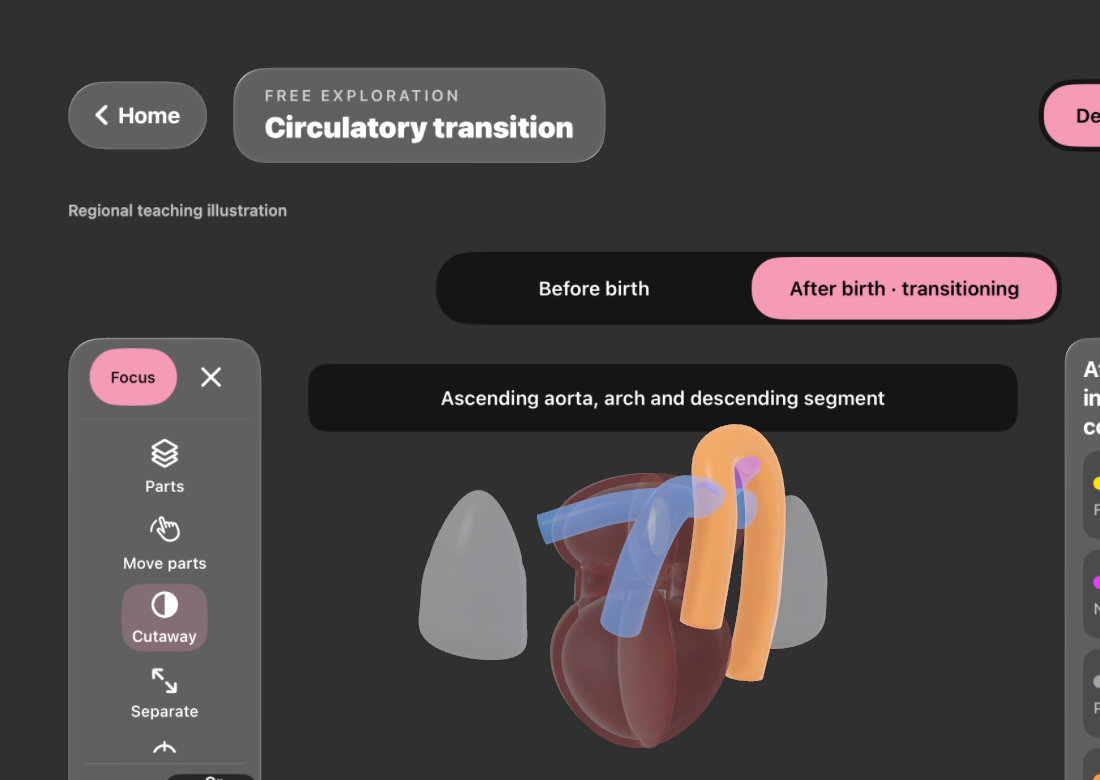 Home
FREE EXPLORATION
Circulatory transition
Regional teaching illustration
Before birth
After birth · transitioning
Focus
Ascending aorta, arch and descending segment
Parts
Move parts
Cutaway
Separate